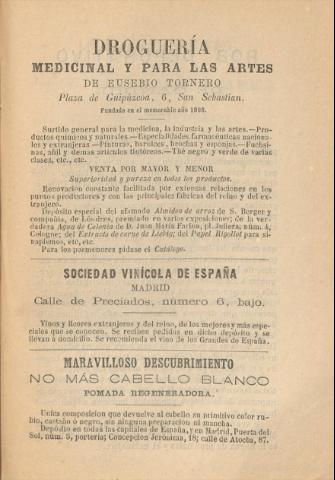 DROGUERÍA
MEDICINAL Y PARA LAS ARTES
DE EUSEBIO TORNERO
Plaza de Guipúzcoa, 6, San Sebastian.
Fundada en el memorable año 1868.
Surtido general para la medicina, la industria y las artes.—Pro-
ductos químicos y naturales.—Especialidades farmacéuticas naciona-
les y extranjeras.—Pinturas, barnices, brochas y esponjas.—Fuchsi-
nas, añil y demas artículos tintóreos.—Thé negro y verde de varias
clases, etc., etc.
VENTA POR MAYOR Y MENOR
Superioridad y pureza en todos los productos.
Renovacion constante facilitada por extensas relaciones en los
puntos productores y con las principales fábricas del reino y del ex-
tranjero.
Depósito especial del afamado Almidon de arroz de S. Berger y
compañía, de Lóndres, premiado en varias exposiciones; de la ver-
dadera Agua de Colonia de D. Juan María Farina, pl. Juliers, núm. 4,
Cologne; del Extracto de carne de Liebig; del Papel Rigollot para si-
napismos, etc., etc.
Para los pormenores pídase el Catálogo.
SOCIEDAD VINÍCOLA DE ESPAÑA
MADRID
Calle de Preciados, número 6, bajo.
Vinos y licores extranjeros y del reino, de los mejores y más espe-
ciales que se conocen. Se reciben pedidos en dicho depósito y se
llevan á domicilio. Se recomienda el vino de los Grandes de España.
MARAVILLOSO DESCUBRIMIENTO
NO MÁS CABELLO BLANCO
POMADA REGENERADORA.
Unica composicion que devuelve al cabello su primitivo color ru-
bio, castaño ó negro, sin ninguna preparacion ni mancha.
Depósito en todas las capitales de España, y en Madrid, Puerta del
Sol, núm. 5, portería; Concepcion Jerónima, 18; calle de Atocha, 87.